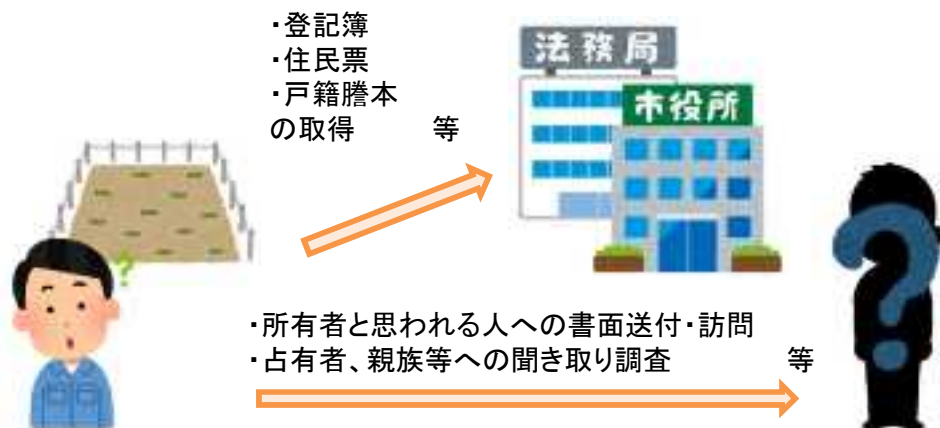 ・登記簿
・住民票
・戸籍謄本
の取得 等
法務局
市役所
?
?
・所有者と思われる人への書面送付・訪問
・占有者、親族等への聞き取り調査 等